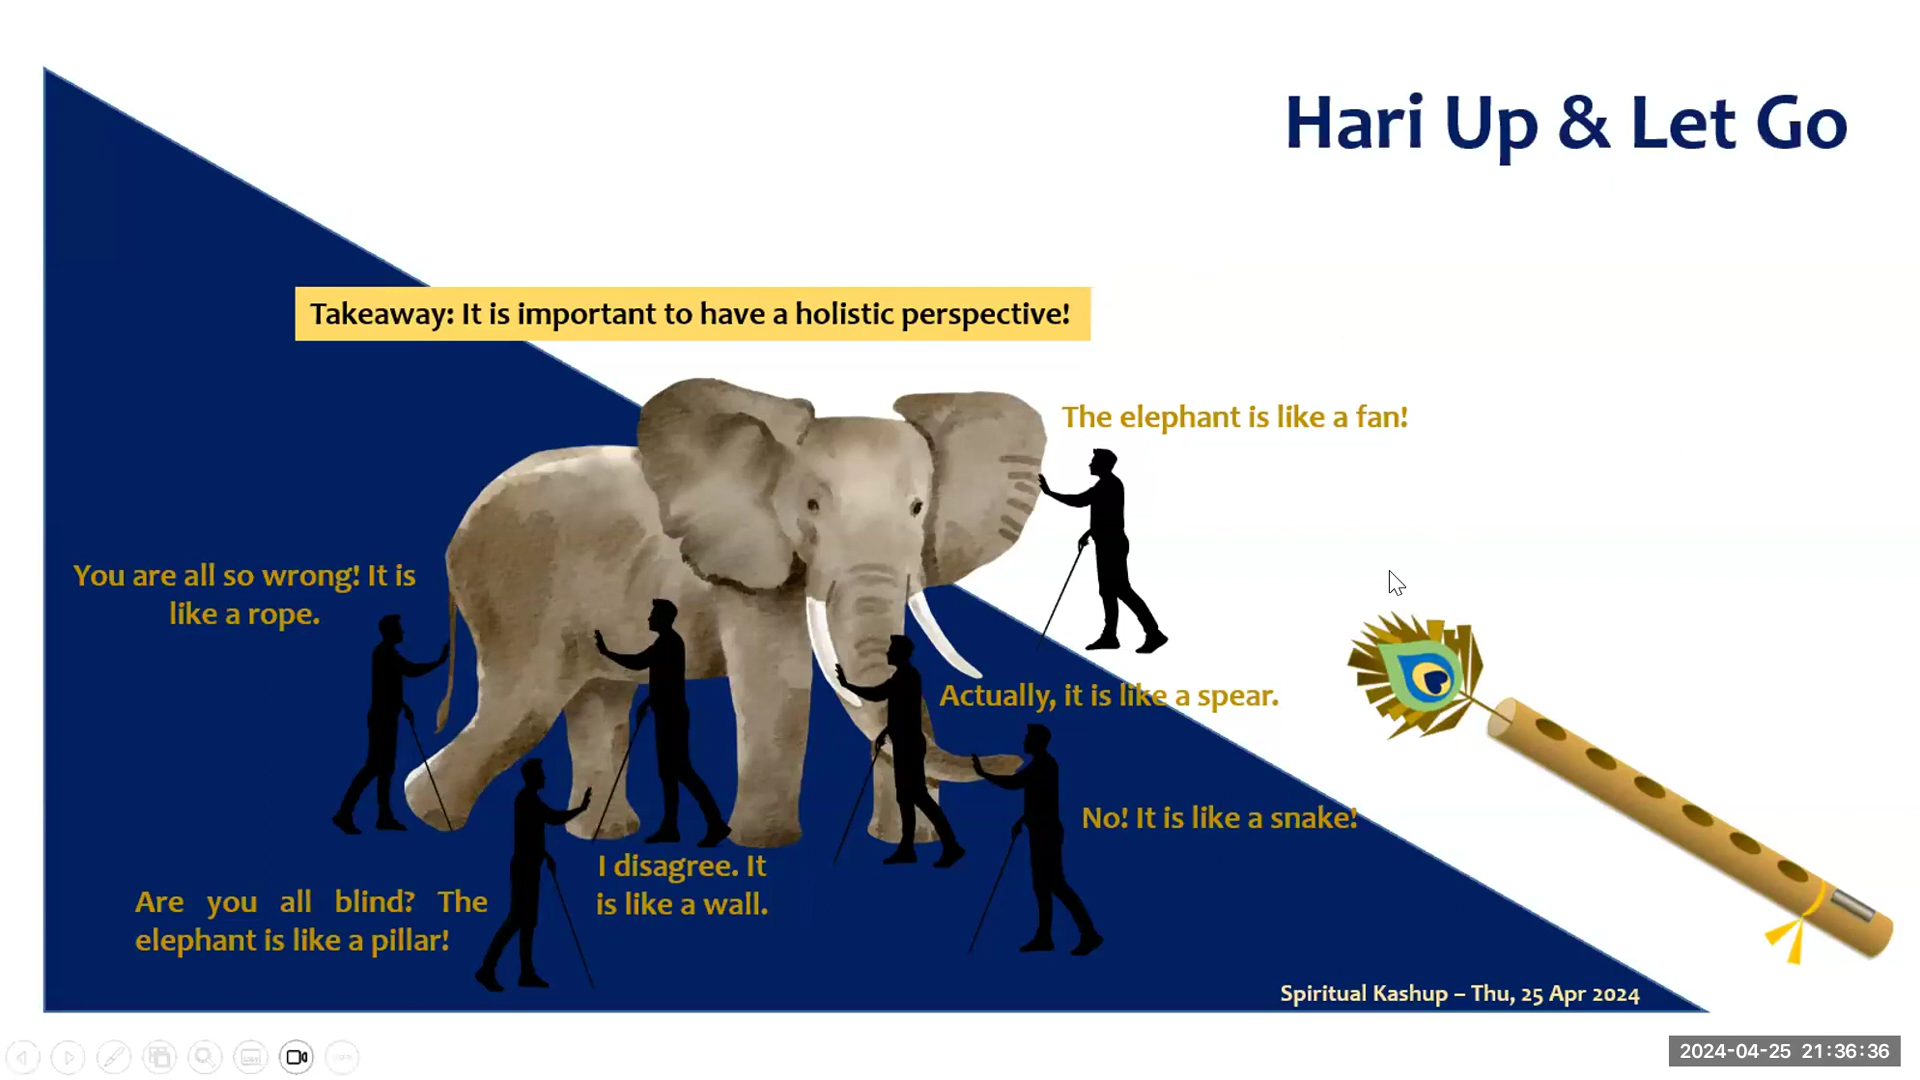 Hari Up & Let Go
Takeaway: It is important to have a holistic perspective!
The elephant is like a fan!
You are all so wrong! It is
like a rope.
Actually, it is like a spear.
No! It is like a snake!
I disagree. It
is like a wall.
Are you all blind? The
elephant is like a pillar!
Spiritual Kashup – Thu, 25 Apr 2024
2024-04-25 21:36:36